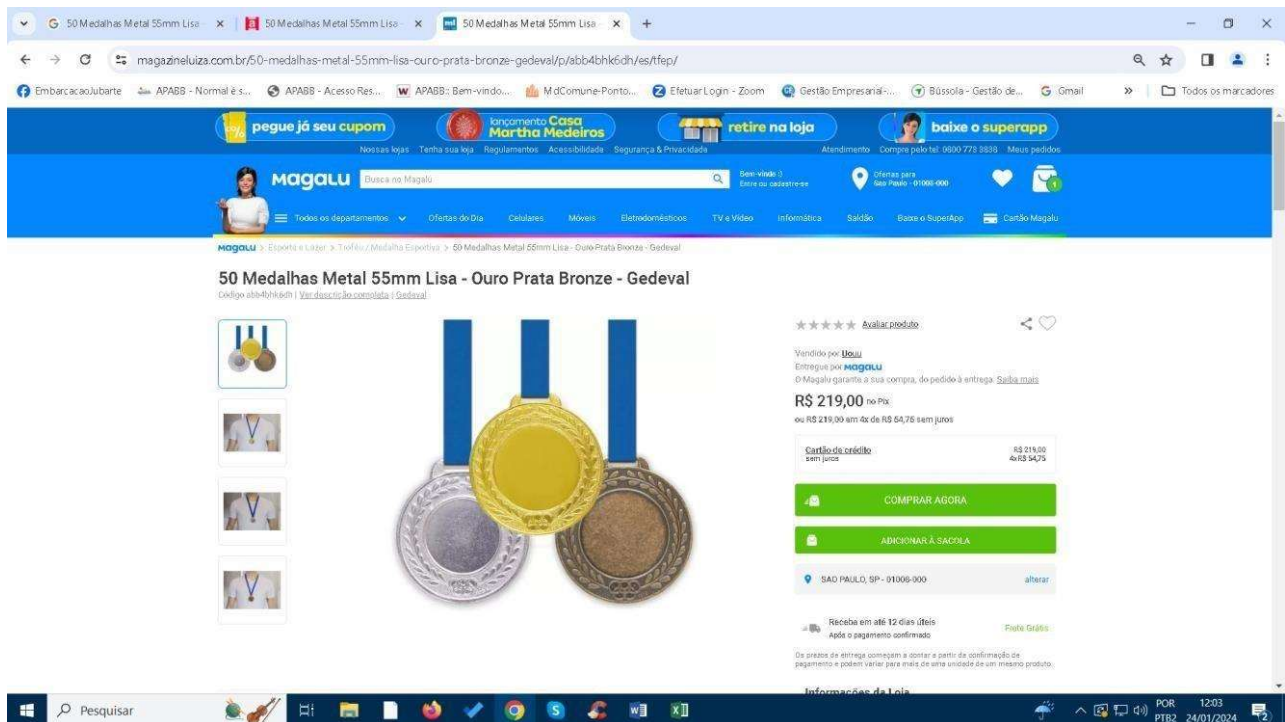 50 Medalhas Metal 55mm Lisa -
50 Medalhas Metal 55mm Lisa -
50 Medalhas Metal 55mm Lisa -
magazineluiza.com.br/50-medalhas-metal-55mm-lisa-ouro-prata-bronze-gedeval/p/abb4bhk6dh/es/tfep/
EmbarcacaoJubarte APABB - Normal é s... APABB - Acesso Res... APABB:: Bem-vindo... MdComune-Ponto... Efetuar Login - Zoom Gestão Empresarial-... Bússola - Gestão de... Gmail » Todos os marcadores
pegue já seu cupom
lançamento Casa
Martha Medeiros
retire na loja
baixe o superapp
Nossas lojas Tenha sua loja Regulamentos Acessibilidade Segurança & Privacidade Atendimento Compre pelo tel: 0800 773 3838 Meus pedidos
Magalu
Busca no Magalu
Bem-vindo :)
Entre ou cadastre-se
Ofertas para
Sao Paulo - 01006-000
1
Todos os departamentos Ofertas do Dia Celulares Móveis Eletrodomésticos TV e Vídeo Informática Saldão Baixe o SuperApp Cartão Magalu
Magalu > Esporte e Lazer > Troféu / Medalha Esportiva > 50 Medalhas Metal 55mm Lisa - Ouro Prata Bronze - Gedeval
50 Medalhas Metal 55mm Lisa - Ouro Prata Bronze - Gedeval
Código abb4bhk6dh | Ver descrição completa | Gedeval
Avaliar produto
Vendido por Uouu
Entregue por Magalu
O Magalu garante a sua compra, do pedido à entrega. Saiba mais
R$ 219,00 no Pix
ou R$ 219,00 em 4x de R$ 54,75 sem juros
Cartão de crédito R$ 219,00
sem juros 4x R$ 54,75
COMPRAR AGORA
ADICIONAR À SACOLA
SAO PAULO, SP - 01006-000 alterar
Receba em até 12 dias úteis Frete Grátis
Após o pagamento confirmado
Os prazos de entrega começam a contar a partir da confirmação de
pagamento e podem variar para mais de uma unidade de um mesmo produto.
Informações da Loja
Pesquisar
POR 12:03
PTB2 24/01/2024
2